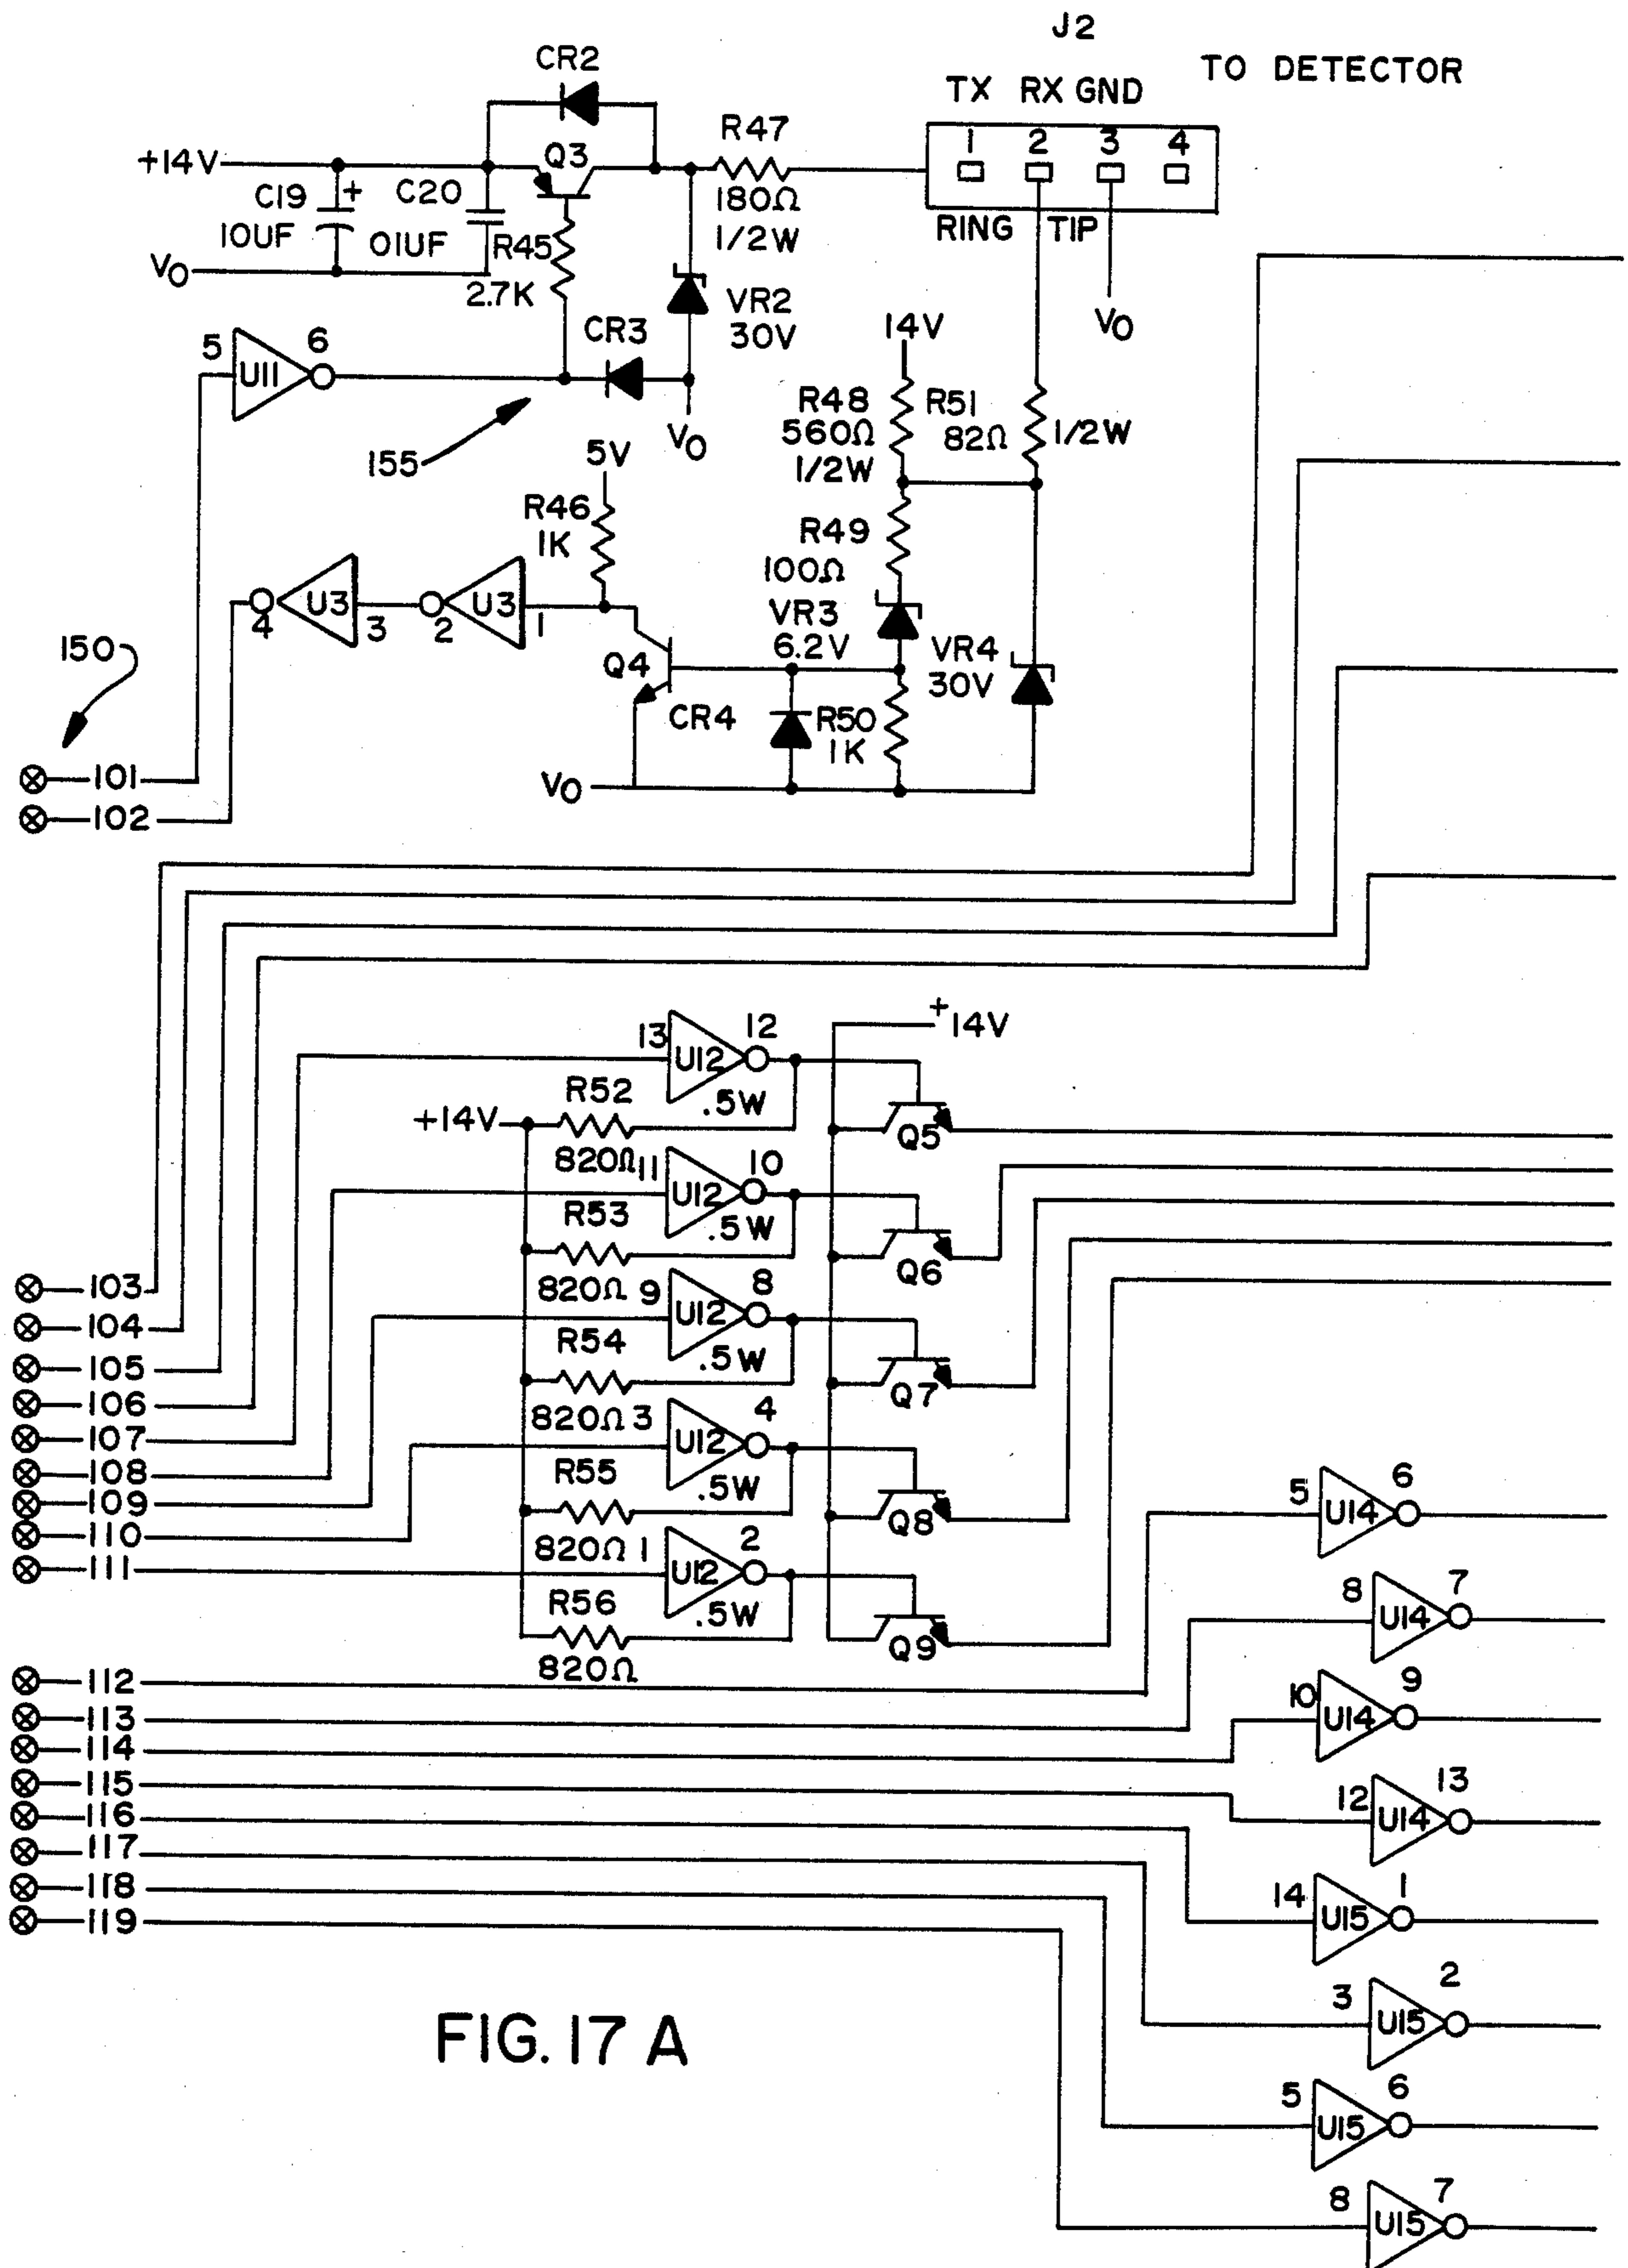 J2
TO DETECTOR
TX RX GND
1 2 3 4
RING TIP
CR2
+14V
Q3
R47
180Ω
1/2W
C19
+
10UF
C20
01UF
R45
2.7K
VO
VR2
30V
VO
5 U11 6
CR3
VO
155
14V
R48
560Ω
1/2W
R51
82Ω
1/2W
5V
R46
1K
R49
100Ω
VR3
6.2V
VR4
30V
4 U3 3
2 U3 1
Q4
CR4
R50
1K
VO
150
101
102
+14V
13 U12 12
.5W
+14V
R52
820Ω
Q5
11 U12 10
.5W
R53
820Ω
Q6
9 U12 8
.5W
R54
820Ω
Q7
3 U12 4
.5W
R55
820Ω
Q8
1 U12 2
.5W
R56
820Ω
Q9
103
104
105
106
107
108
109
110
111
112
113
114
115
116
117
118
119
5 U14 6
8 U14 7
10 U14 9
12 U14 13
14 U15 1
3 U15 2
5 U15 6
8 U15 7
FIG. 17 A